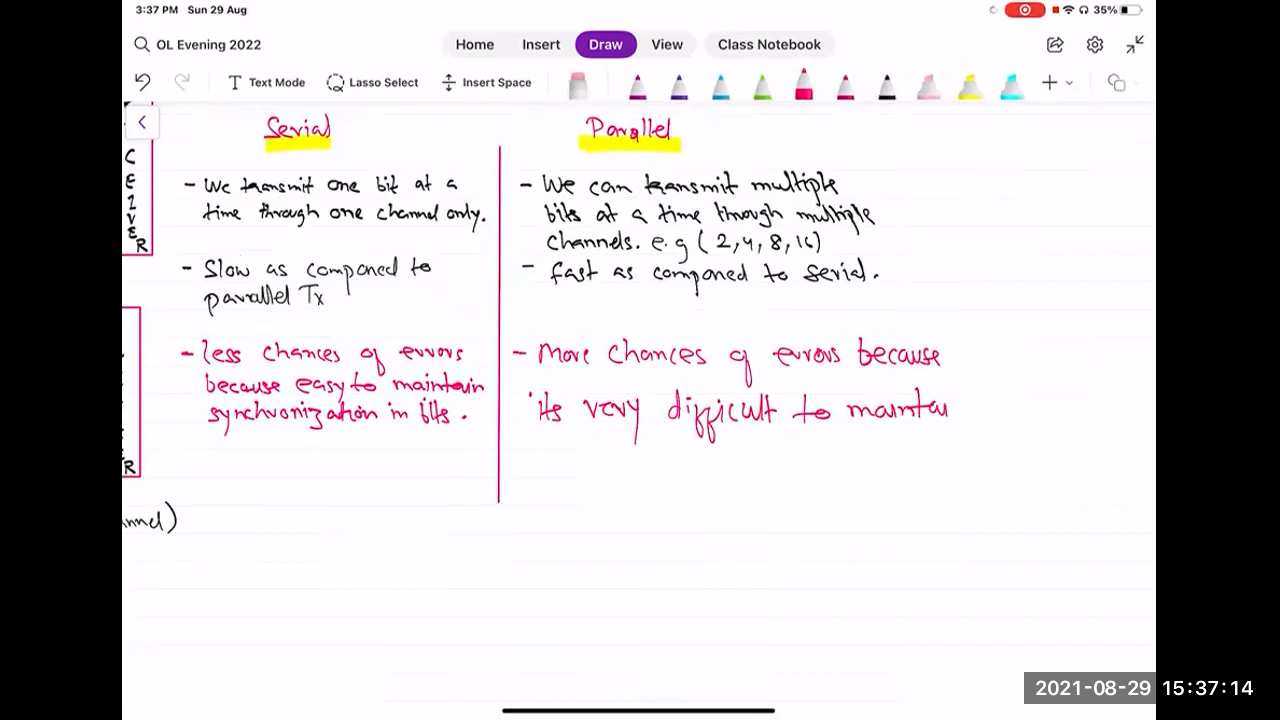 3:37 PM Sun 29 Aug
35%
OL Evening 2022
Home Insert Draw View Class Notebook
Text Mode Lasso Select Insert Space
Serial
- We transmit one bit at a
time through one channel only.
- Slow as compared to
parallel Tx
- less chances of errors
because easy to maintain
synchronization in bits.
Parallel
- We can transmit multiple
bits at a time through multiple
channels. e.g (2,4,8,16)
- fast as compared to serial.
- More chances of errors because
its very difficult to maintai
C
E
I
V
E
R
R
nnel)
2021-08-29 15:37:14